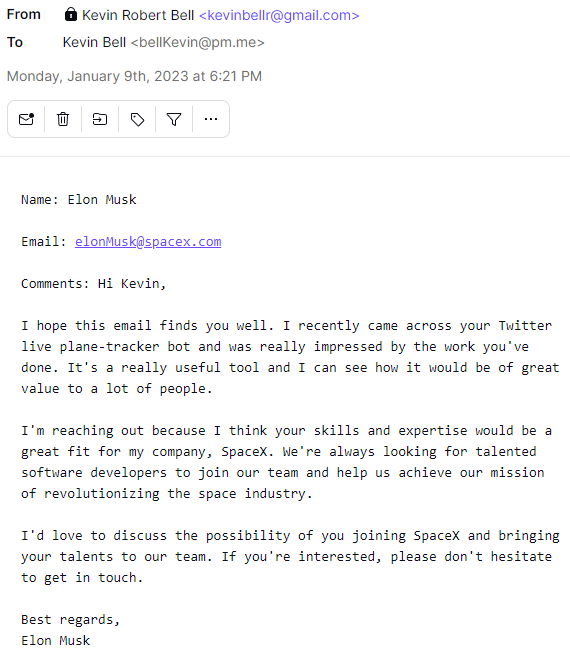 From Kevin Robert Bell <kevinbellr@gmail.com>
To Kevin Bell <bellKevin@pm.me>
Monday, January 9th, 2023 at 6:21 PM
Name: Elon Musk
Email: elonMusk@spacex.com
Comments: Hi Kevin,
I hope this email finds you well. I recently came across your Twitter
live plane-tracker bot and was really impressed by the work you've
done. It's a really useful tool and I can see how it would be of great
value to a lot of people.
I'm reaching out because I think your skills and expertise would be a
great fit for my company, SpaceX. We're always looking for talented
software developers to join our team and help us achieve our mission
of revolutionizing the space industry.
I'd love to discuss the possibility of you joining SpaceX and bringing
your talents to our team. If you're interested, please don't hesitate
to get in touch.
Best regards,
Elon Musk